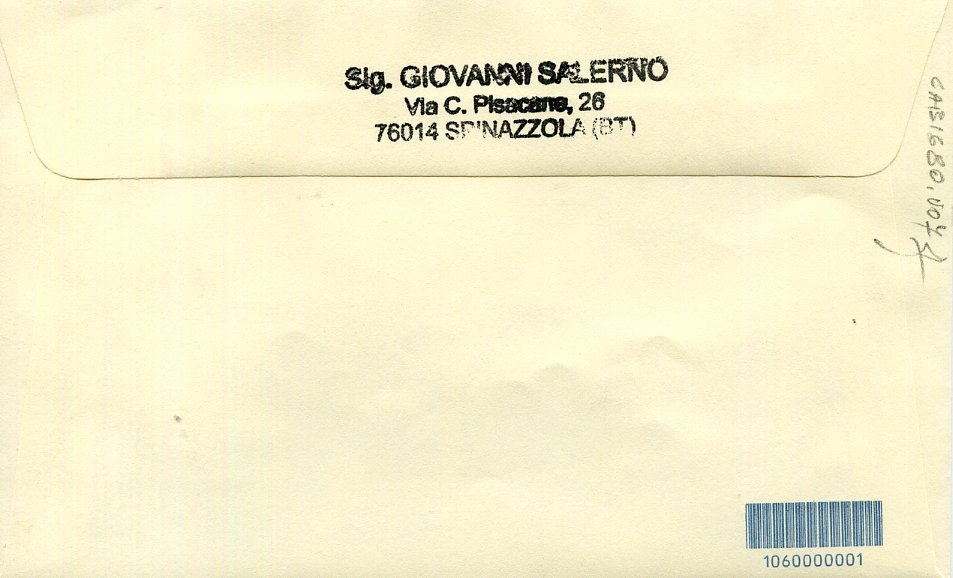 Sig. GIOVANNI SALERNO
Via C. Pisacane, 26
76014 SPINAZZOLA (BT)
1060000001